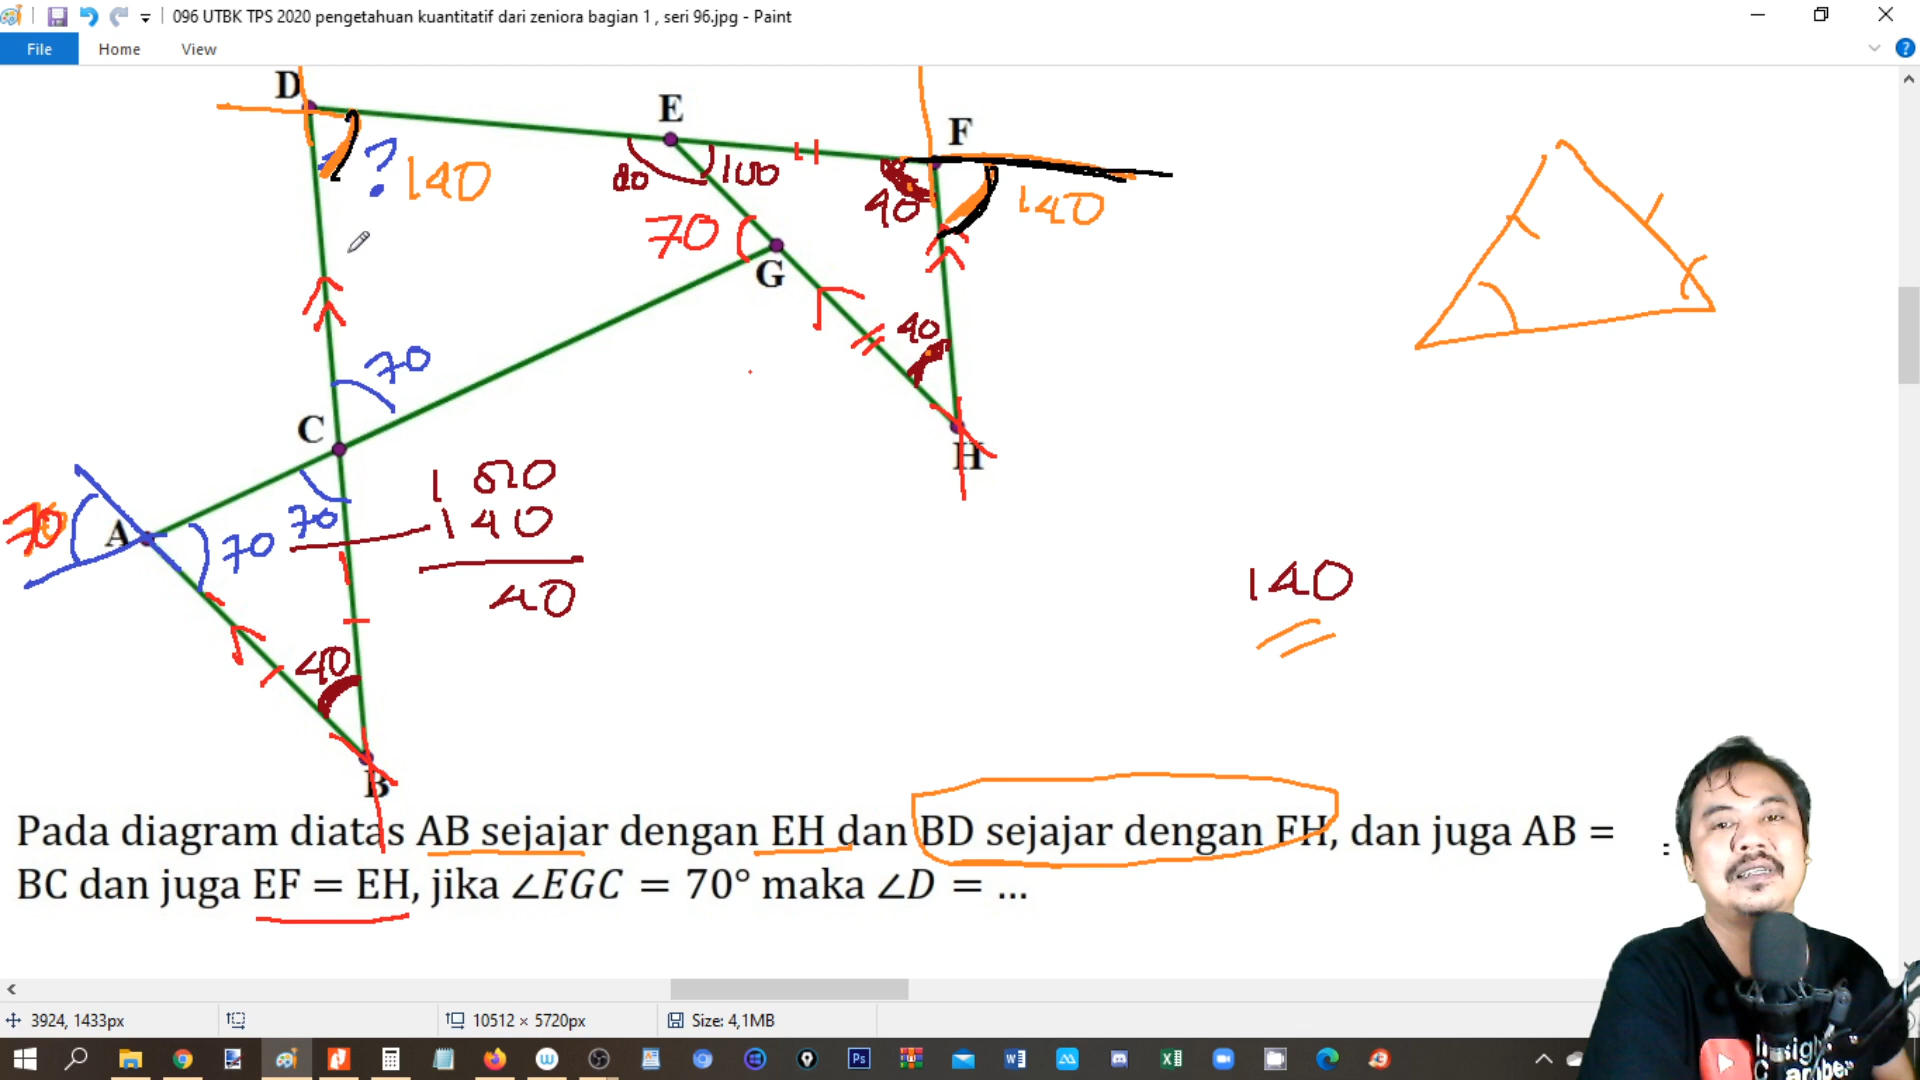 096 UTBK TPS 2020 pengetahuan kuantitatif dari zeniora bagian 1 , seri 96.jpg - Paint
File Home View
D
E
F
? 140
80 100
40
140
70
G
40
70
C
H
180
140
40
70
A
70
70
40
140
B
Pada diagram diatas AB sejajar dengan EH dan BD sejajar dengan FH, dan juga AB =
BC dan juga EF = EH, jika ∠EGC = 70° maka ∠D = ...
3924, 1433px
10512 × 5720px
Size: 4,1MB